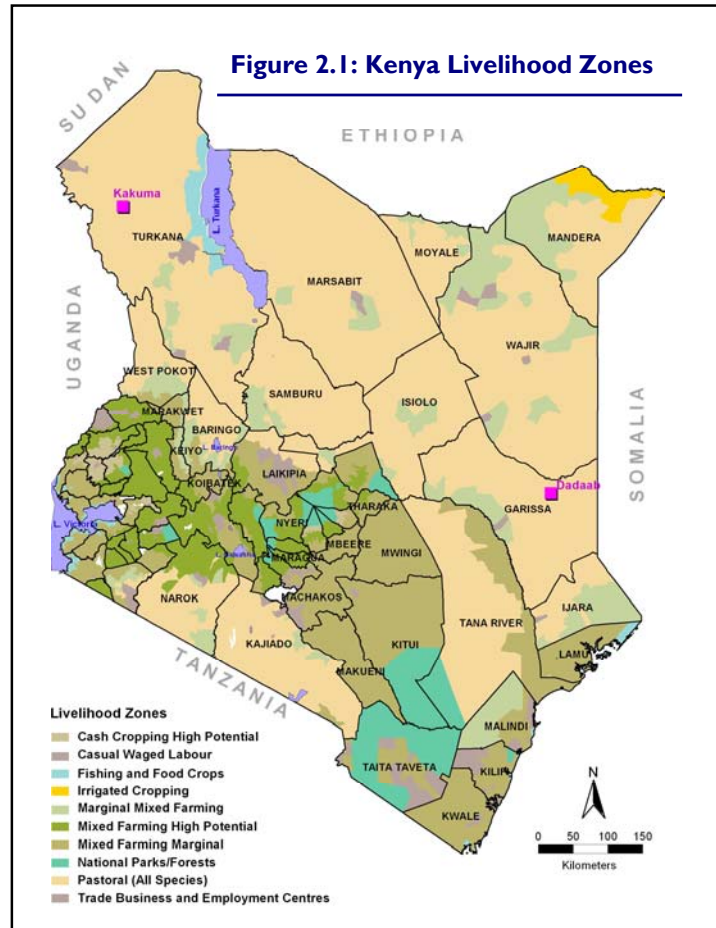 Figure 2.1: Kenya Livelihood Zones
SUDAN
ETHIOPIA
UGANDA
SOMALIA
TANZANIA
Kakuma
L. Turkana
TURKANA
MOYALE
MANDERA
MARSABIT
WAJIR
WEST POKOT
SAMBURU
ISIOLO
MARAKWET
BARINGO
L. Baringo
KEIYO
LAIKIPIA
KOIBATEK
Dadaab
GARISSA
L. Victoria
NYERI
THARAKA
MBEERE
MARAGUA
MWINGI
MACHAKOS
NAROK
KAJIADO
IJARA
TANA RIVER
LAMU
KITUI
MAKUENI
MALINDI
TAITA TAVETA
KILIFI
KWALE
Livelihood Zones
Cash Cropping High Potential
Casual Waged Labour
Fishing and Food Crops
Irrigated Cropping
Marginal Mixed Farming
Mixed Farming High Potential
Mixed Farming Marginal
National Parks/Forests
Pastoral (All Species)
Trade Business and Employment Centres
N
0 50 100 150
Kilometers